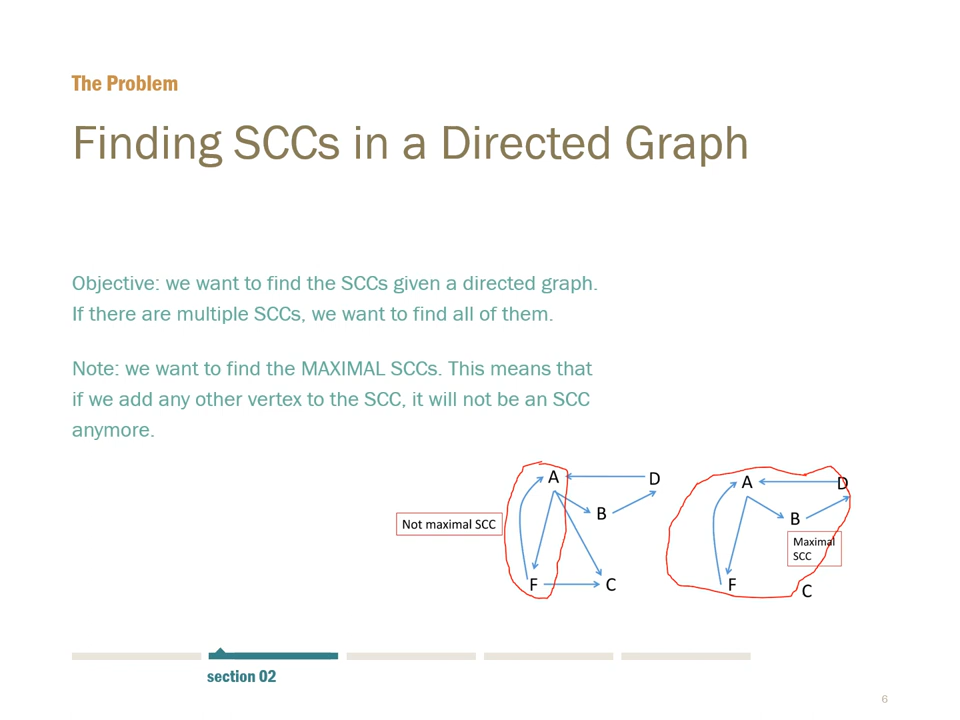 The Problem
Finding SCCs in a Directed Graph
Objective: we want to find the SCCs given a directed graph.
If there are multiple SCCs, we want to find all of them.
Note: we want to find the MAXIMAL SCCs. This means that
if we add any other vertex to the SCC, it will not be an SCC
anymore.
Not maximal SCC
A
D
B
F
C
A
D
B
Maximal
SCC
F
C
section 02
6